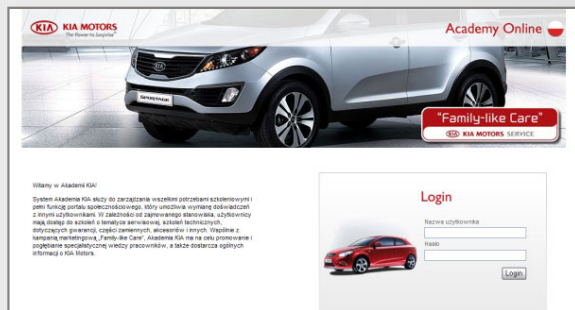 KIA MOTORS
The Power to Surprise™
Academy Online
SPORTAGE
"Family-like Care"
KIA MOTORS SERVICE
Witamy w Akademii KIA!
System Akademia KIA służy do zarządzania wszelkimi potrzebami szkoleniowymi i
pełni funkcję portalu społecznościowego, który umożliwia wymianę doświadczeń
z innymi użytkownikami. W zależności od zajmowanego stanowiska, użytkownicy
mają dostęp do szkoleń o tematyce serwisowej, szkoleń technicznych,
dotyczących gwarancji, części zamiennych, akcesoriów i innych. Wspólnie z
kampanią marketingową „Family-like Care”, Akademia KIA ma na celu promowanie i
pogłębianie specjalistycznej wiedzy pracowników, a także dostarcza ogólnych
informacji o KIA Motors.
Login
Nazwa użytkownika
Hasło
Login